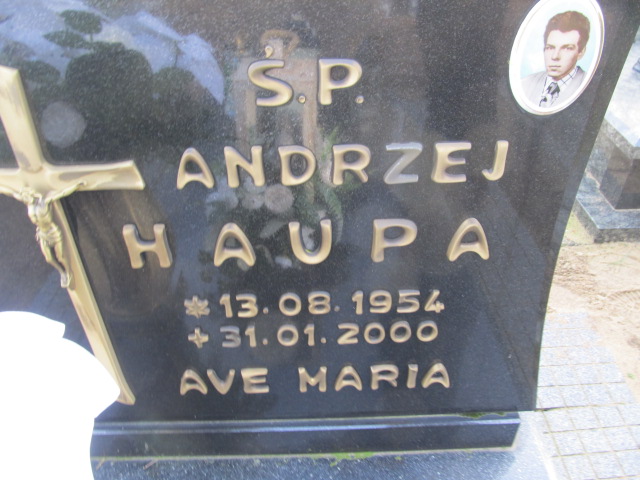 Ś.P.
ANDRZEJ
HAUPA
* 13.08.1954
+ 31.01.2000
AVE MARIA